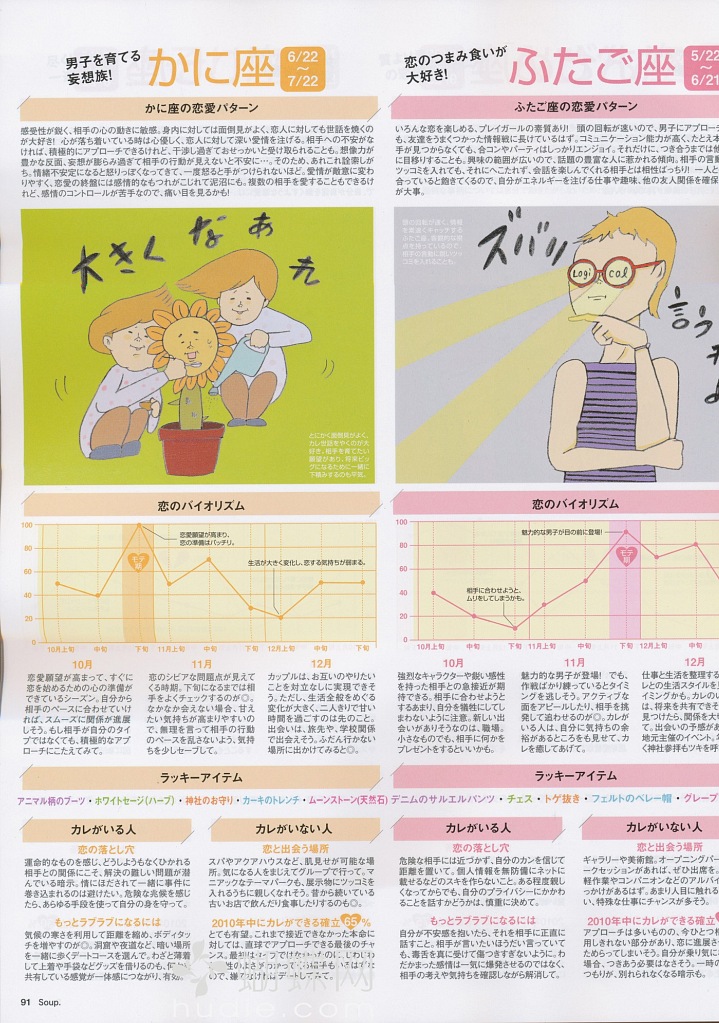 男子を育てる
妄想族!
かに座
6/22
〜
7/22
かに座の恋愛パターン
感受性が鋭く、相手の心の動きに敏感。身内に対しては面倒見がよく、恋人に対しても世話を焼くの
が大好き! 心が落ち着いている時は心優しく、恋人に対して深い愛情を注げる。相手への不安がな
ければ、積極的にアプローチできるけれど、干渉し過ぎておせっかいと受け取られることも。想像力が
豊かな反面、妄想が膨らみ過ぎて相手の行動が見えないと不安に…。そのため、あれこれ詮索しが
ち。情緒不安定になると怒りっぽくなってきて、一度怒ると手がつけられないほど。愛情が敵意に変わ
りやすく、恋愛の終盤には感情的なもつれがこじれて泥沼にも。複数の相手を愛することもできるけ
れど、感情のコントロールが苦手なので、痛い目を見るかも!
大きくなぁれ
とにかく面倒見がよく、
カレ世話をやくのが大
好き。相手を育てたい
願望があり、将来ビッ
グになるために一緒に
下積みするのも平気。
恋のバイオリズム
100
80
60
40
20
0
恋愛願望が高まり、
恋の準備はバッチリ。
モテ期
生活が大きく変化し、恋する気持ちが弱まる。
10月上旬 中旬 下旬 11月上旬 中旬 下旬 12月上旬 中旬 下旬
10月
恋愛願望が高まって、すぐに
恋を始めるための心の準備が
できているシーズン。自分から
相手のペースに合わせていけ
れば、スムーズに関係が進展
しそう。もし相手が自分のタイ
プではなくても、積極的なアプ
ローチにこたえてみて。
11月
恋のシビアな問題点が見えて
くる時期。下旬になるまでは相
手をよくチェックするのが◎。
なかなか会えない場合、甘え
たい気持ちが高まりやすいの
で、無理を言って相手の行動
のペースを乱さないよう、気持
ちを少しセーブして。
12月
カップルは、お互いのやりたい
ことを対立なしに実現できそ
う。ただし、生活全般をめぐる
変化が大きく、二人きりで甘い
時間を過ごすのは先のこと。
出会いは、旅先や、学校関係
で出会えそう。ふだん行かない
場所に出かけてみると◎。
ラッキーアイテム
アニマル柄のブーツ・ホワイトセージ(ハーブ)・神社のお守り・カーキのトレンチ・ムーンストーン(天然石)
カレがいる人
恋の落とし穴
運命的なものを感じ、どうしようもなくひかれる
相手との関係にこそ、解決の難しい問題が潜
んでいる暗示。情にほだされて一緒に事件に
巻き込まれるのは避けたい。危険な兆候を感じ
たら、あらゆる手段を使って自分の身を守って。
もっとラブラブになるには
気候の寒さを利用して距離を縮め、ボディタッ
チを増やすのが◎。洞窟や夜道など、暗い場所
を一緒に歩くデートコースを選んで。わざと薄着
して上着や手袋などグッズを借りるのも、何かを
共有している感覚が一体感につながり、有効。
カレがいない人
恋と出会う場所
スパやアクアハウスなど、肌見せが可能な場
所。気になる人をまじえてグループで行って。マ
ニアックなテーマパークも、展示物にツッコミを
入れるうちに親しくなれそう。昔から続いている
古いお店で飲んだり食事したりするのも◎。
2010年中にカレができる確立65%
とても有望。これまで接近できなかった本命に
対しては、直球でアプローチできる最後のチャ
ンス。
91 Soup.
恋のつまみ食いが
大好き!
ふたご座
5/22
〜
6/21
ふたご座の恋愛パターン
いろんな恋を楽しめる、プレイガールの素質あり! 頭の回転が速いので、男子にアプローチ
も、友達をうまくつかった情報戦に長けているはず。コミュニケーション能力が高く、たとえ本
手が見つからなくても、合コンやパーティはしっかりエンジョイ。それだけに、つき合うまでは他
に目移りすることも。興味の範囲が広いので、話題の豊富な人に惹かれる傾向。相手の言動
ツッコミを入れても、それにへこたれず、会話を楽しんでくれる相手とは相性ばっちり! 一人と
合っていると飽きてくるので、自分がエネルギーを注げる仕事や趣味、他の友人関係を確保
が大事。
ズバリ
Logical
言うわよ
恋のバイオリズム
100
80
60
40
20
0
魅力的な男子が目の前に登場!
モテ期
相手に合わせようと、
ムリをしてしまうかも。
10月上旬 中旬 下旬 11月上旬 中旬 下旬 12月上旬 中旬
10月
強烈なキャラクターや鋭い感性
を持った相手との急接近が期
待できる。相手に合わせようと
するあまり、自分を犠牲にして
しまわないように注意。新しい出
会いがありそうなのは、職場。
小さなものでも、相手に何かを
プレゼントをするといいかも。
11月
魅力的な男子が登場! でも、
作戦ばかり練っているとタイミ
ングを逃しそう。アクティブな
面をアピールしたり、相手を挑
発して追わせるのが◎。カレが
いる人は、自分に気持ちの余
裕があるところをも見せて、カ
レを癒してあげて。
12月
仕事と生活を整理する
レとの生活スタイルを見
イミングかも。カレのい
は、将来を共有できそ
見つけたら、関係を大
て。出会いの予感があ
地元主催のイベント。年
く神社参拝もツキを呼
ラッキーアイテム
デニムのサルエルパンツ・チェス・トゲ抜き・フェルトのベレー帽・グレープ
カレがいる人
恋の落とし穴
危険な相手には近づかず、自分のカンを信じて
距離を置いて。個人情報を無防備にネットに
載せるなどのスキを作らないこと。ある程度親し
くなってからでも、自分のプライバシーにかかわ
ることを話すかどうかは、慎重に決めて。
もっとラブラブになるには
自分が不安感を抱いたら、それを相手に正直に
話すこと。相手が言いたいほうだい言っていて
も、毒舌を真に受けて傷つきすぎないように。わ
だかまった感情は一気に爆発させるのではなく、
相手の考えや気持ちを確認しながら解消して。
カレがいない人
恋と出会う場所
ギャラリーや美術館。オープニングパー
ークセッションがあれば、ぜひ出席を。
軽作業やコンパニオンなどのアルバイ
っかけがあるはず。あまり人目に触れる
い、特殊な仕事にチャンスが多そう。
2010年中にカレができる確立
アプローチは多いものの、今ひとつ相
用しきれない部分があり、恋に進展さ
ためらってしまいそう。自分が乗り気に
場合、つきあう必要はなさそう。一時の
つもりが、別れられなくなる暗示も。